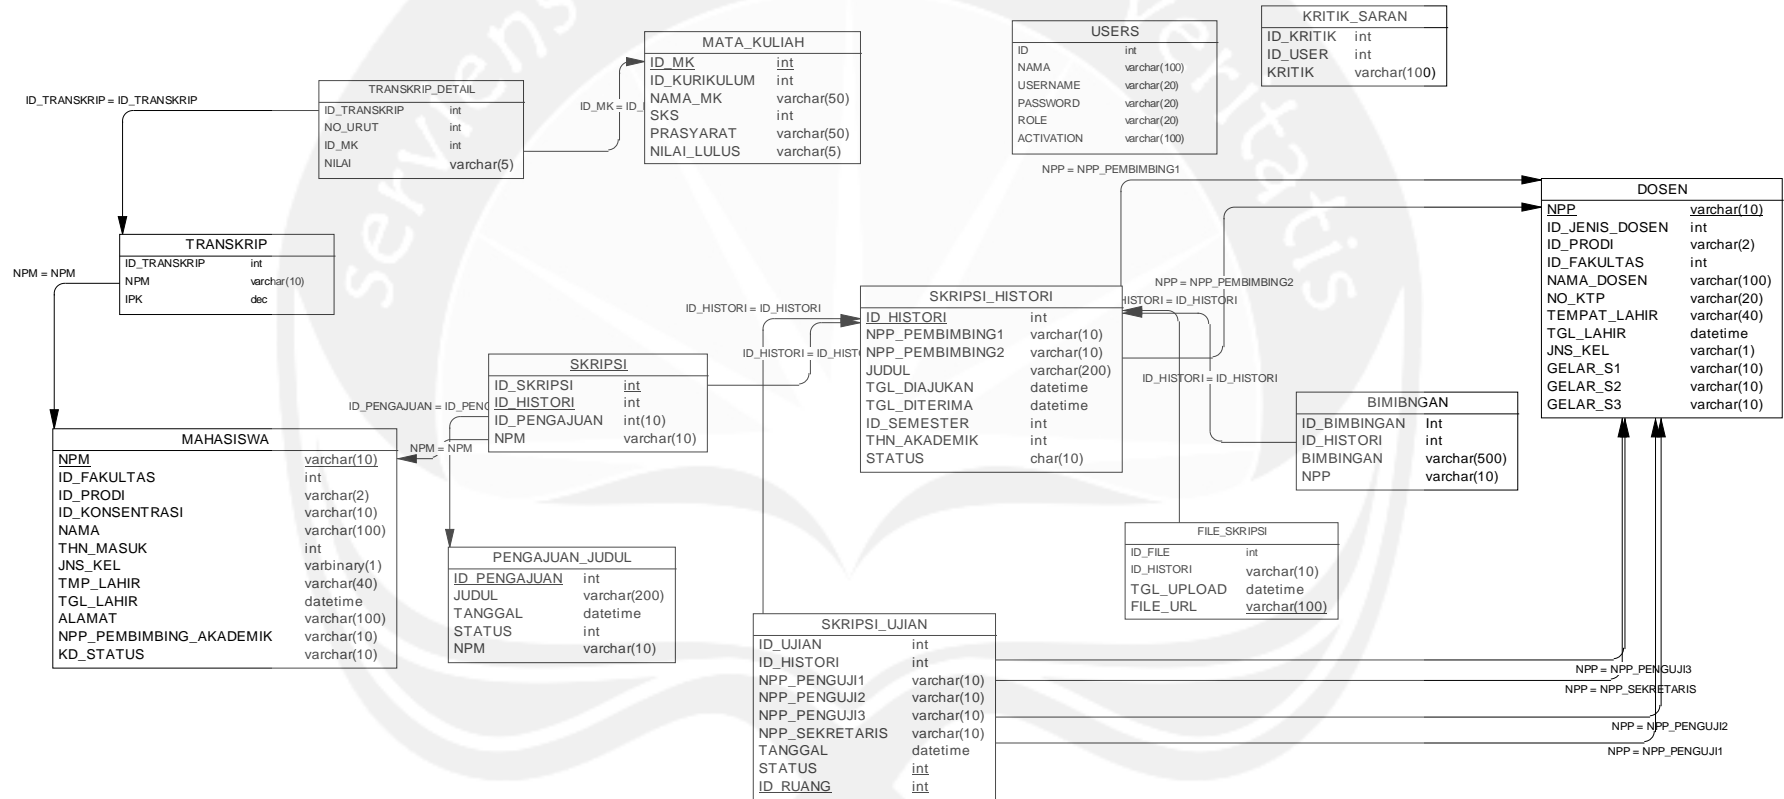 serviens
veritatis
KRITIK_SARAN
ID_KRITIK int
ID_USER int
KRITIK varchar(100)
USERS
ID int
NAMA varchar(100)
USERNAME varchar(20)
PASSWORD varchar(20)
ROLE varchar(20)
ACTIVATION varchar(100)
MATA_KULIAH
ID_MK int
ID_KURIKULUM int
NAMA_MK varchar(50)
SKS int
PRASYARAT varchar(50)
NILAI_LULUS varchar(5)
TRANSKRIP_DETAIL
ID_TRANSKRIP int
NO_URUT int
ID_MK int
NILAI varchar(5)
ID_TRANSKRIP = ID_TRANSKRIP
ID_MK = ID_
NPP = NPP_PEMBIMBING1
DOSEN
NPP varchar(10)
ID_JENIS_DOSEN int
ID_PRODI varchar(2)
ID_FAKULTAS int
NAMA_DOSEN varchar(100)
NO_KTP varchar(20)
TEMPAT_LAHIR varchar(40)
TGL_LAHIR datetime
JNS_KEL varchar(1)
GELAR_S1 varchar(10)
GELAR_S2 varchar(10)
GELAR_S3 varchar(10)
TRANSKRIP
ID_TRANSKRIP int
NPM varchar(10)
IPK dec
NPM = NPM
NPP = NPP_PEMBIMBING2
HISTORI = ID_HISTORI
SKRIPSI_HISTORI
ID_HISTORI int
NPP_PEMBIMBING1 varchar(10)
NPP_PEMBIMBING2 varchar(10)
JUDUL varchar(200)
TGL_DIAJUKAN datetime
TGL_DITERIMA datetime
ID_SEMESTER int
THN_AKADEMIK int
STATUS char(10)
ID_HISTORI = ID_HISTORI
ID_HISTORI = ID_HIST
ID_HISTORI = ID_HISTORI
SKRIPSI
ID_SKRIPSI int
ID_HISTORI int
ID_PENGAJUAN int(10)
NPM varchar(10)
ID_PENGAJUAN = ID_PENG
NPM = NPM
BIMIBNGAN
ID_BIMBINGAN Int
ID_HISTORI int
BIMBINGAN varchar(500)
NPP varchar(10)
MAHASISWA
NPM varchar(10)
ID_FAKULTAS int
ID_PRODI varchar(2)
ID_KONSENTRASI varchar(10)
NAMA varchar(100)
THN_MASUK int
JNS_KEL varbinary(1)
TMP_LAHIR varchar(40)
TGL_LAHIR datetime
ALAMAT varchar(100)
NPP_PEMBIMBING_AKADEMIK varchar(10)
KD_STATUS varchar(10)
PENGAJUAN_JUDUL
ID_PENGAJUAN int
JUDUL varchar(200)
TANGGAL datetime
STATUS int
NPM varchar(10)
FILE_SKRIPSI
ID_FILE int
ID_HISTORI varchar(10)
TGL_UPLOAD datetime
FILE_URL varchar(100)
SKRIPSI_UJIAN
ID_UJIAN int
ID_HISTORI int
NPP_PENGUJI1 varchar(10)
NPP_PENGUJI2 varchar(10)
NPP_PENGUJI3 varchar(10)
NPP_SEKRETARIS varchar(10)
TANGGAL datetime
STATUS int
ID_RUANG int
NPP = NPP_PENGUJI3
NPP = NPP_SEKRETARIS
NPP = NPP_PENGUJI2
NPP = NPP_PENGUJI1